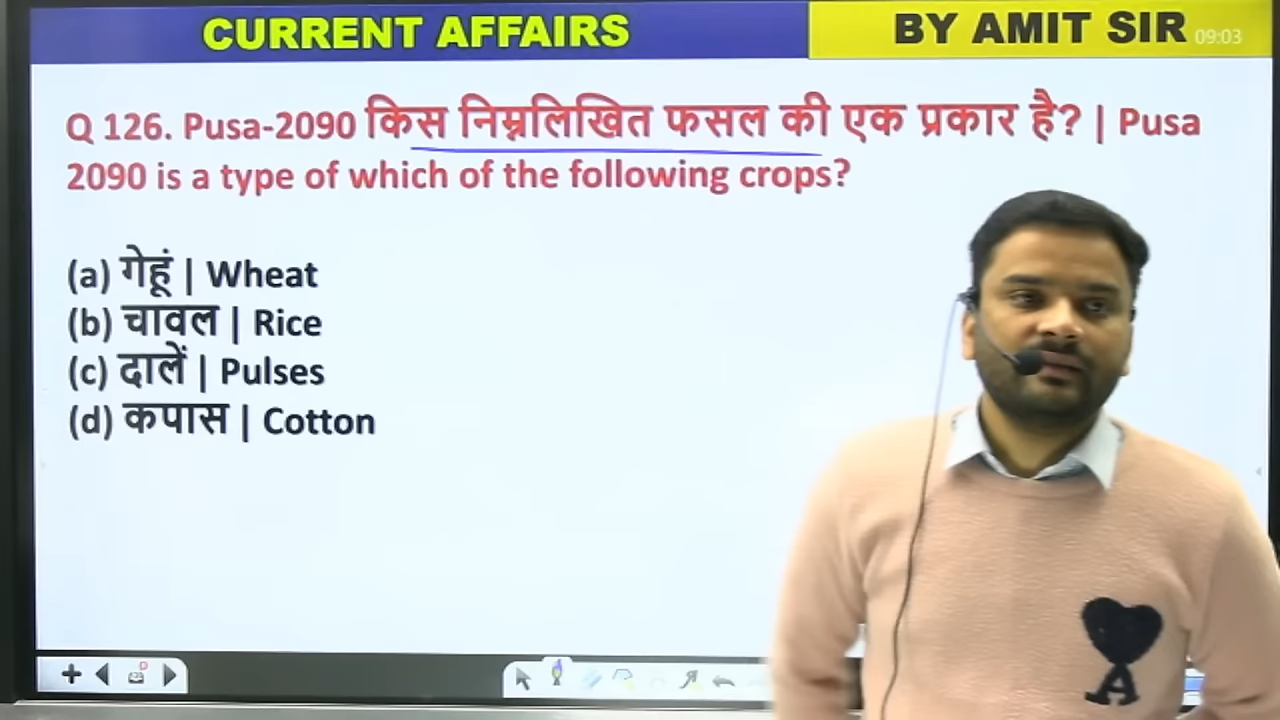 CURRENT AFFAIRS
BY AMIT SIR
09:03
Q 126. Pusa-2090 किस निम्नलिखित फसल की एक प्रकार है? | Pusa
2090 is a type of which of the following crops?
(a) गेहूं | Wheat
(b) चावल | Rice
(c) दालें | Pulses
(d) कपास | Cotton
A